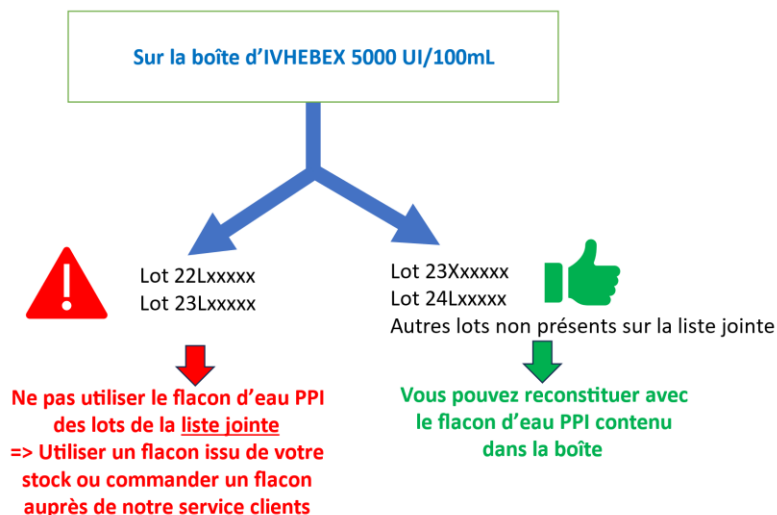 Sur la boîte d’IVHEBEX 5000 UI/100mL
Lot 22Lxxxxx
Lot 23Lxxxxx
Lot 23Xxxxxx
Lot 24Lxxxxx
Autres lots non présents sur la liste jointe
Ne pas utiliser le flacon d’eau PPI
des lots de la liste jointe
=> Utiliser un flacon issu de votre
stock ou commander un flacon
auprès de notre service clients
Vous pouvez reconstituer avec
le flacon d’eau PPI contenu
dans la boîte